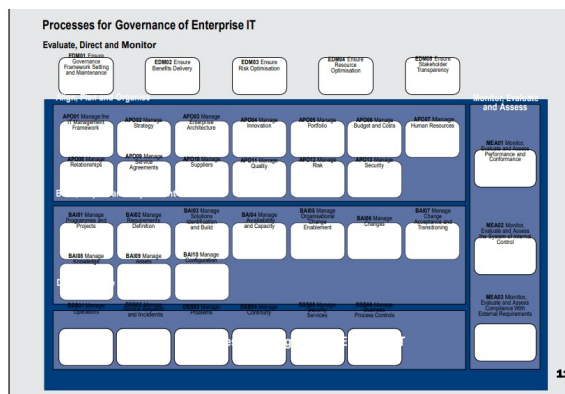 Processes for Governance of Enterprise IT
Evaluate, Direct and Monitor
EDM01 Ensure
Governance
Framework Setting
and Maintenance
EDM02 Ensure
Benefits Delivery
EDM03 Ensure
Risk Optimisation
EDM04 Ensure
Resource
Optimisation
EDM05 Ensure
Stakeholder
Transparency
Align, Plan and Organise
Monitor, Evaluate
and Assess
APO01 Manage the
IT Management
Framework
APO02 Manage
Strategy
APO03 Manage
Enterprise
Architecture
APO04 Manage
Innovation
APO05 Manage
Portfolio
APO06 Manage
Budget and Costs
APO07 Manage
Human Resources
APO08 Manage
Relationships
APO09 Manage
Service
Agreements
APO10 Manage
Suppliers
APO11 Manage
Quality
APO12 Manage
Risk
APO13 Manage
Security
MEA01 Monitor,
Evaluate and Assess
Performance and
Conformance
BAI01 Manage
Programmes and
Projects
BAI02 Manage
Requirements
Definition
BAI03 Manage
Solutions
Identification
and Build
BAI04 Manage
Availability
and Capacity
BAI05 Manage
Organisational
Change
Enablement
BAI06 Manage
Changes
BAI07 Manage
Change
Acceptance and
Transitioning
BAI08 Manage
Knowledge
BAI09 Manage
Assets
BAI10 Manage
Configuration
MEA02 Monitor,
Evaluate and Assess
the System of Internal
Control
DSS01 Manage
Operations
and Incidents
DSS03 Manage
Problems
DSS04 Manage
Continuity
DSS05 Manage
Security
Services
DSS06 Manage
Business
Process Controls
MEA03 Monitor,
Evaluate and Assess
Compliance With
External Requirements